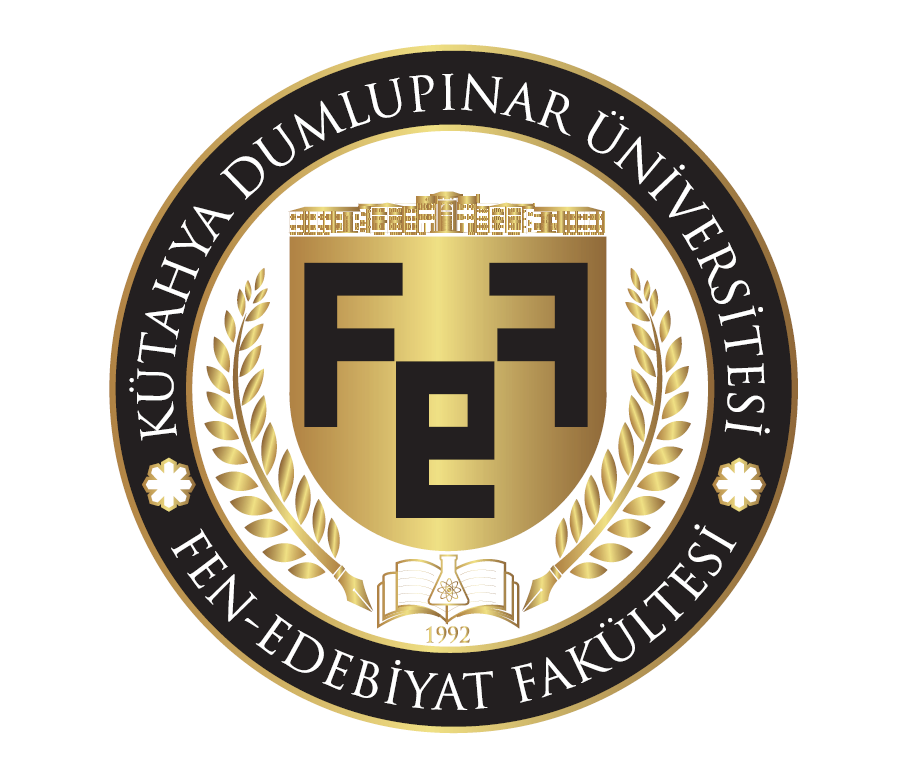 KÜTAHYA DUMLUPINAR ÜNİVERSİTESİ
FeF
1992
FEN-EDEBİYAT FAKÜLTESİ